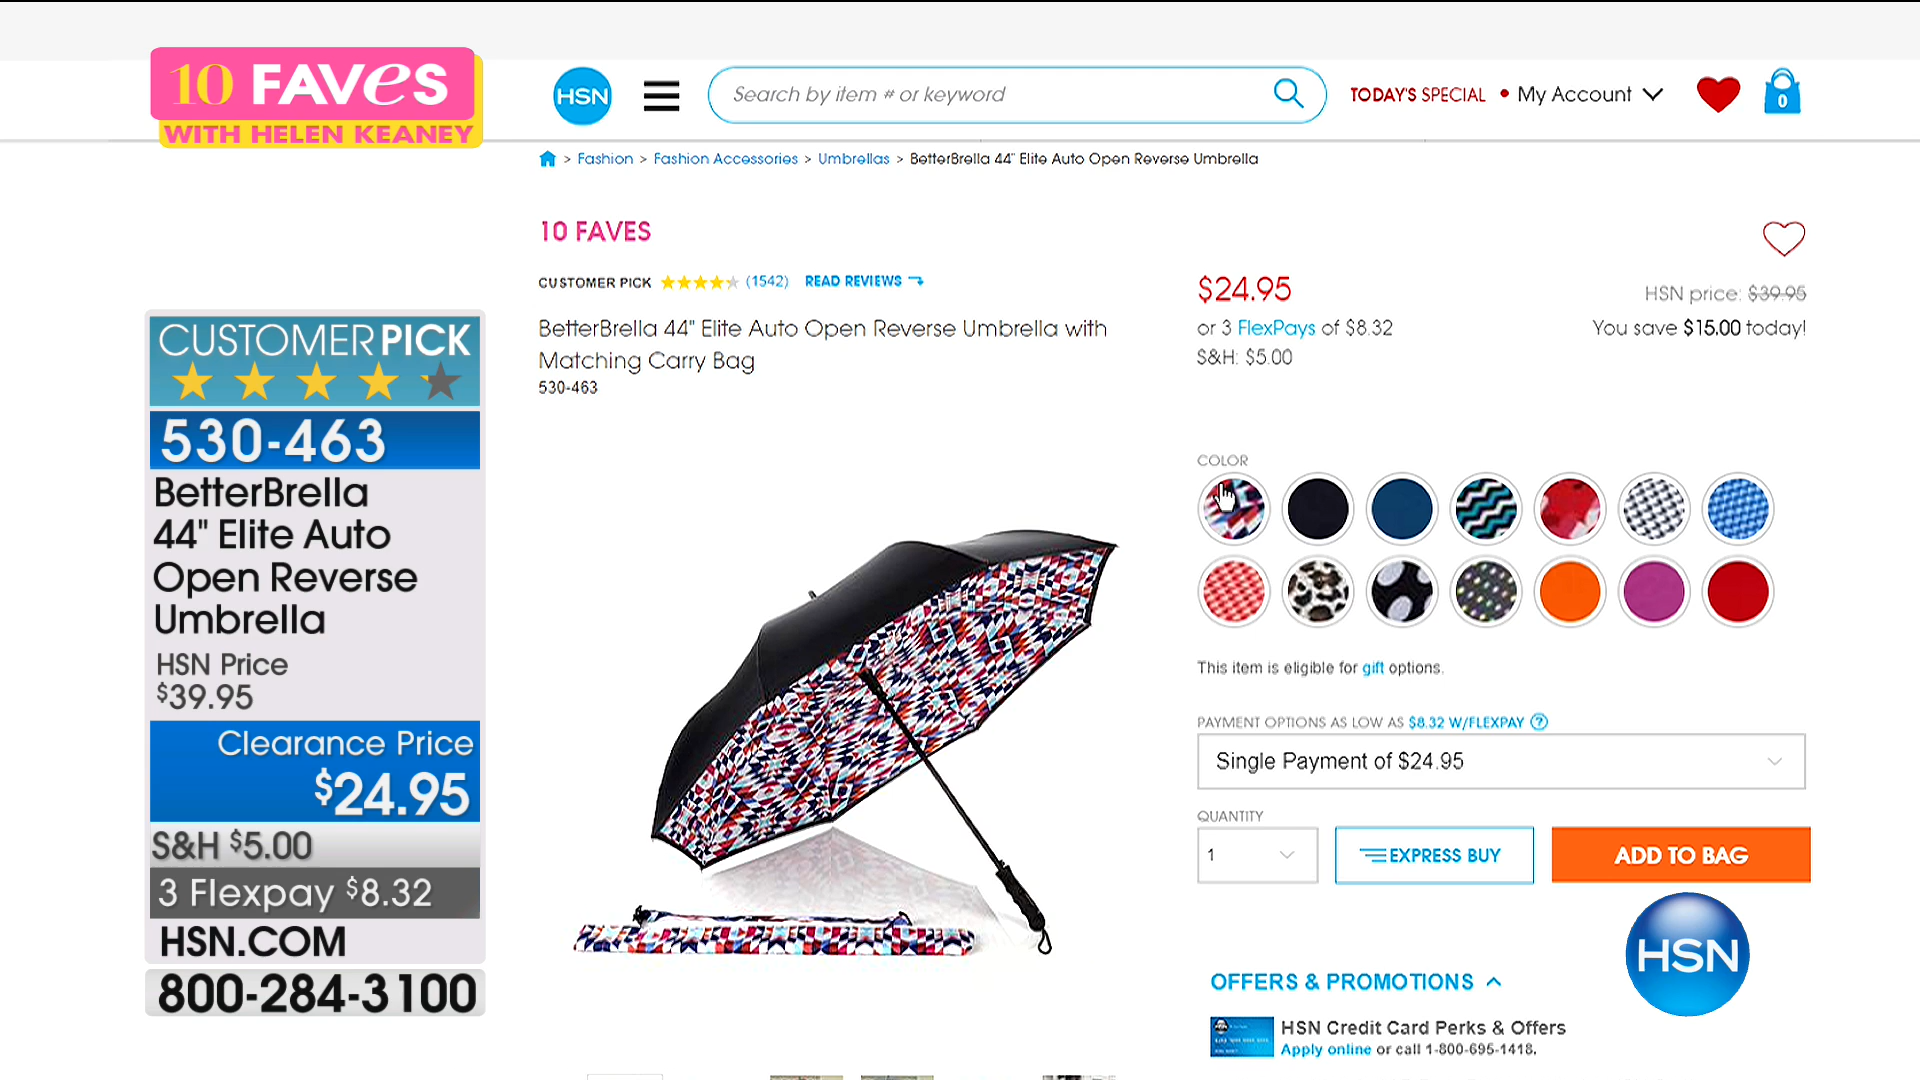 10 FAVES
WITH HELEN KEANEY
HSN
Search by item # or keyword
TODAY'S SPECIAL • My Account
0
> Fashion > Fashion Accessories > Umbrellas > BetterBrella 44" Elite Auto Open Reverse Umbrella
10 FAVES
CUSTOMER PICK (1542) READ REVIEWS
BetterBrella 44" Elite Auto Open Reverse Umbrella with
Matching Carry Bag
530-463
$24.95
HSN price: $39.95
or 3 FlexPays of $8.32
You save $15.00 today!
S&H: $5.00
CUSTOMER PICK
530-463
BetterBrella
44" Elite Auto
Open Reverse
Umbrella
HSN Price
$39.95
Clearance Price
$24.95
S&H $5.00
3 Flexpay $8.32
HSN.COM
800-284-3100
COLOR
This item is eligible for gift options.
PAYMENT OPTIONS AS LOW AS $8.32 W/FLEXPAY ?
Single Payment of $24.95
QUANTITY
1
EXPRESS BUY
ADD TO BAG
HSN
OFFERS & PROMOTIONS
HSN Credit Card Perks & Offers
Apply online or call 1-800-695-1418.